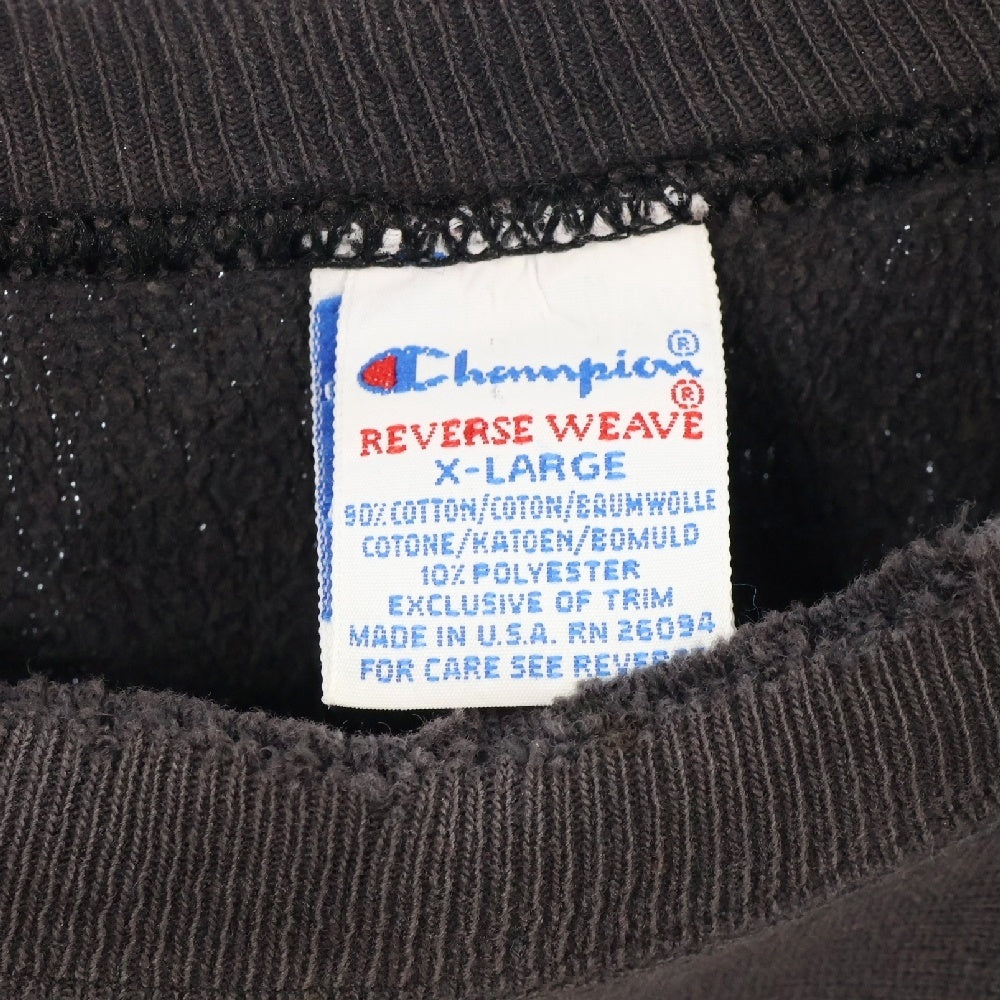 Champion®
REVERSE WEAVE®
X-LARGE
90% COTTON/COTON/BAUMWOLLE
COTONE/KATOEN/BOMULD
10% POLYESTER
EXCLUSIVE OF TRIM
MADE IN U.S.A. RN 26094
FOR CARE SEE